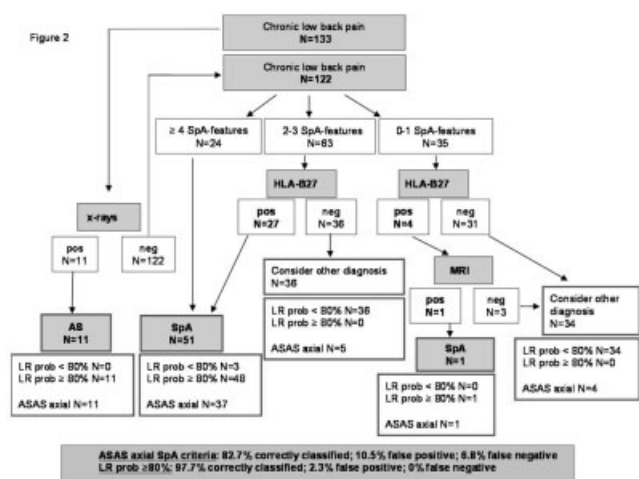 Figure 2
Chronic low back pain
N=133
Chronic low back pain
N=122
≥ 4 SpA-features
N=24
2-3 SpA-features
N=63
0-1 SpA-features
N=35
HLA-B27
HLA-B27
x-rays
pos
N=27
neg
N=36
pos
N=4
neg
N=31
pos
N=11
neg
N=122
MRI
Consider other diagnosis
N=36
pos
N=1
neg
N=3
Consider other
diagnosis
N=34
AS
N=11
SpA
N=51
LR prob < 80% N=36
LR prob ≥ 80% N=0
ASAS axial N=5
SpA
N=1
LR prob < 80% N=0
LR prob ≥ 80% N=11
ASAS axial N=11
LR prob < 80% N=3
LR prob ≥ 80% N=48
ASAS axial N=37
LR prob < 80% N=0
LR prob ≥ 80% N=1
ASAS axial N=1
LR prob < 80% N=34
LR prob ≥ 80% N=0
ASAS axial N=4
ASAS axial SpA criteria: 82.7% correctly classified; 10.5% false positive; 6.8% false negative
LR prob ≥80%: 97.7% correctly classified; 2.3% false positive; 0% false negative